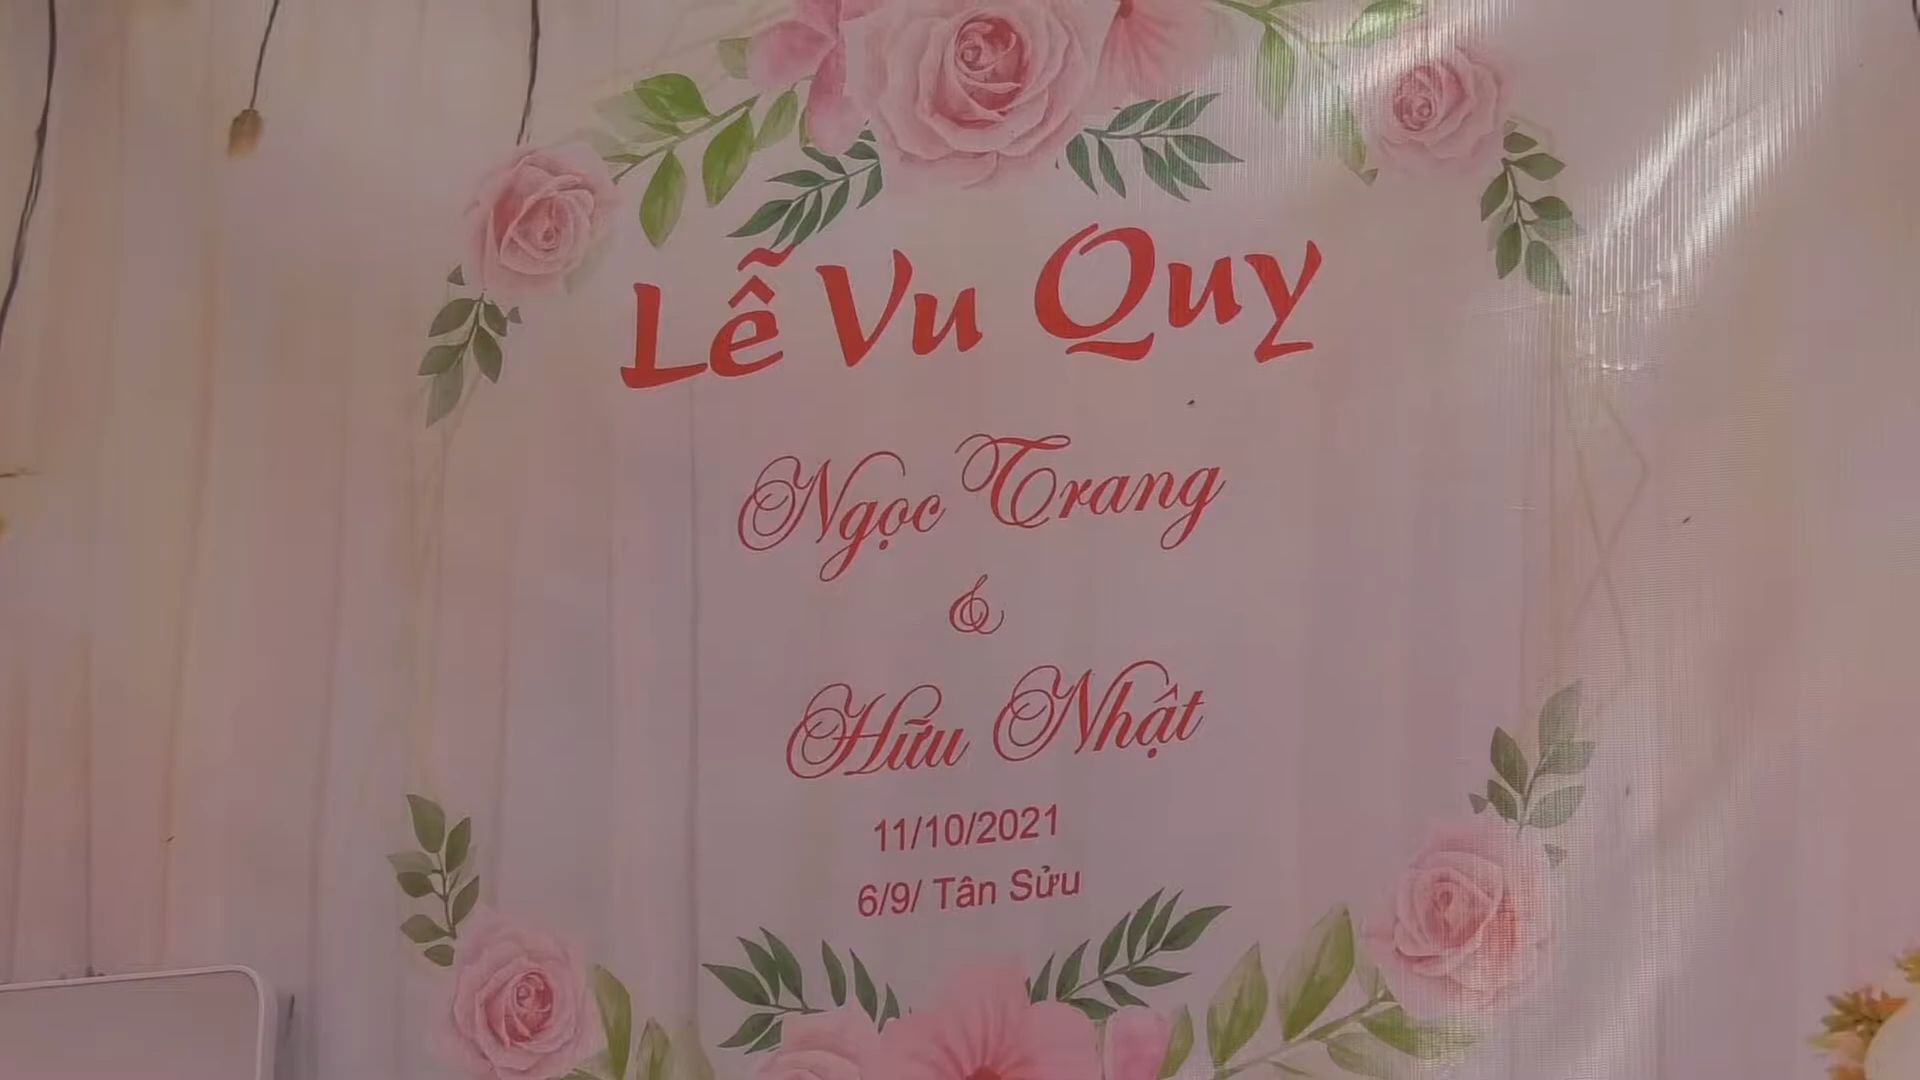 Lễ Vu Quy
Ngọc Trang
&
Hữu Nhật
11/10/2021
6/9/ Tân Sửu